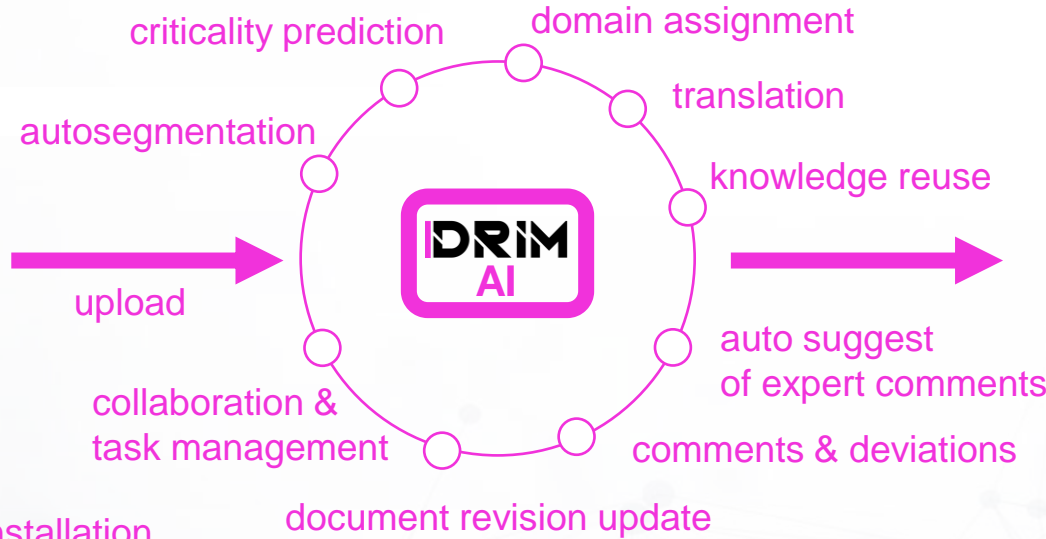 criticality prediction
domain assignment
translation
autosegmentation
knowledge reuse
IDRIM
AI
upload
auto suggest
of expert comments
collaboration &
task management
comments & deviations
document revision update